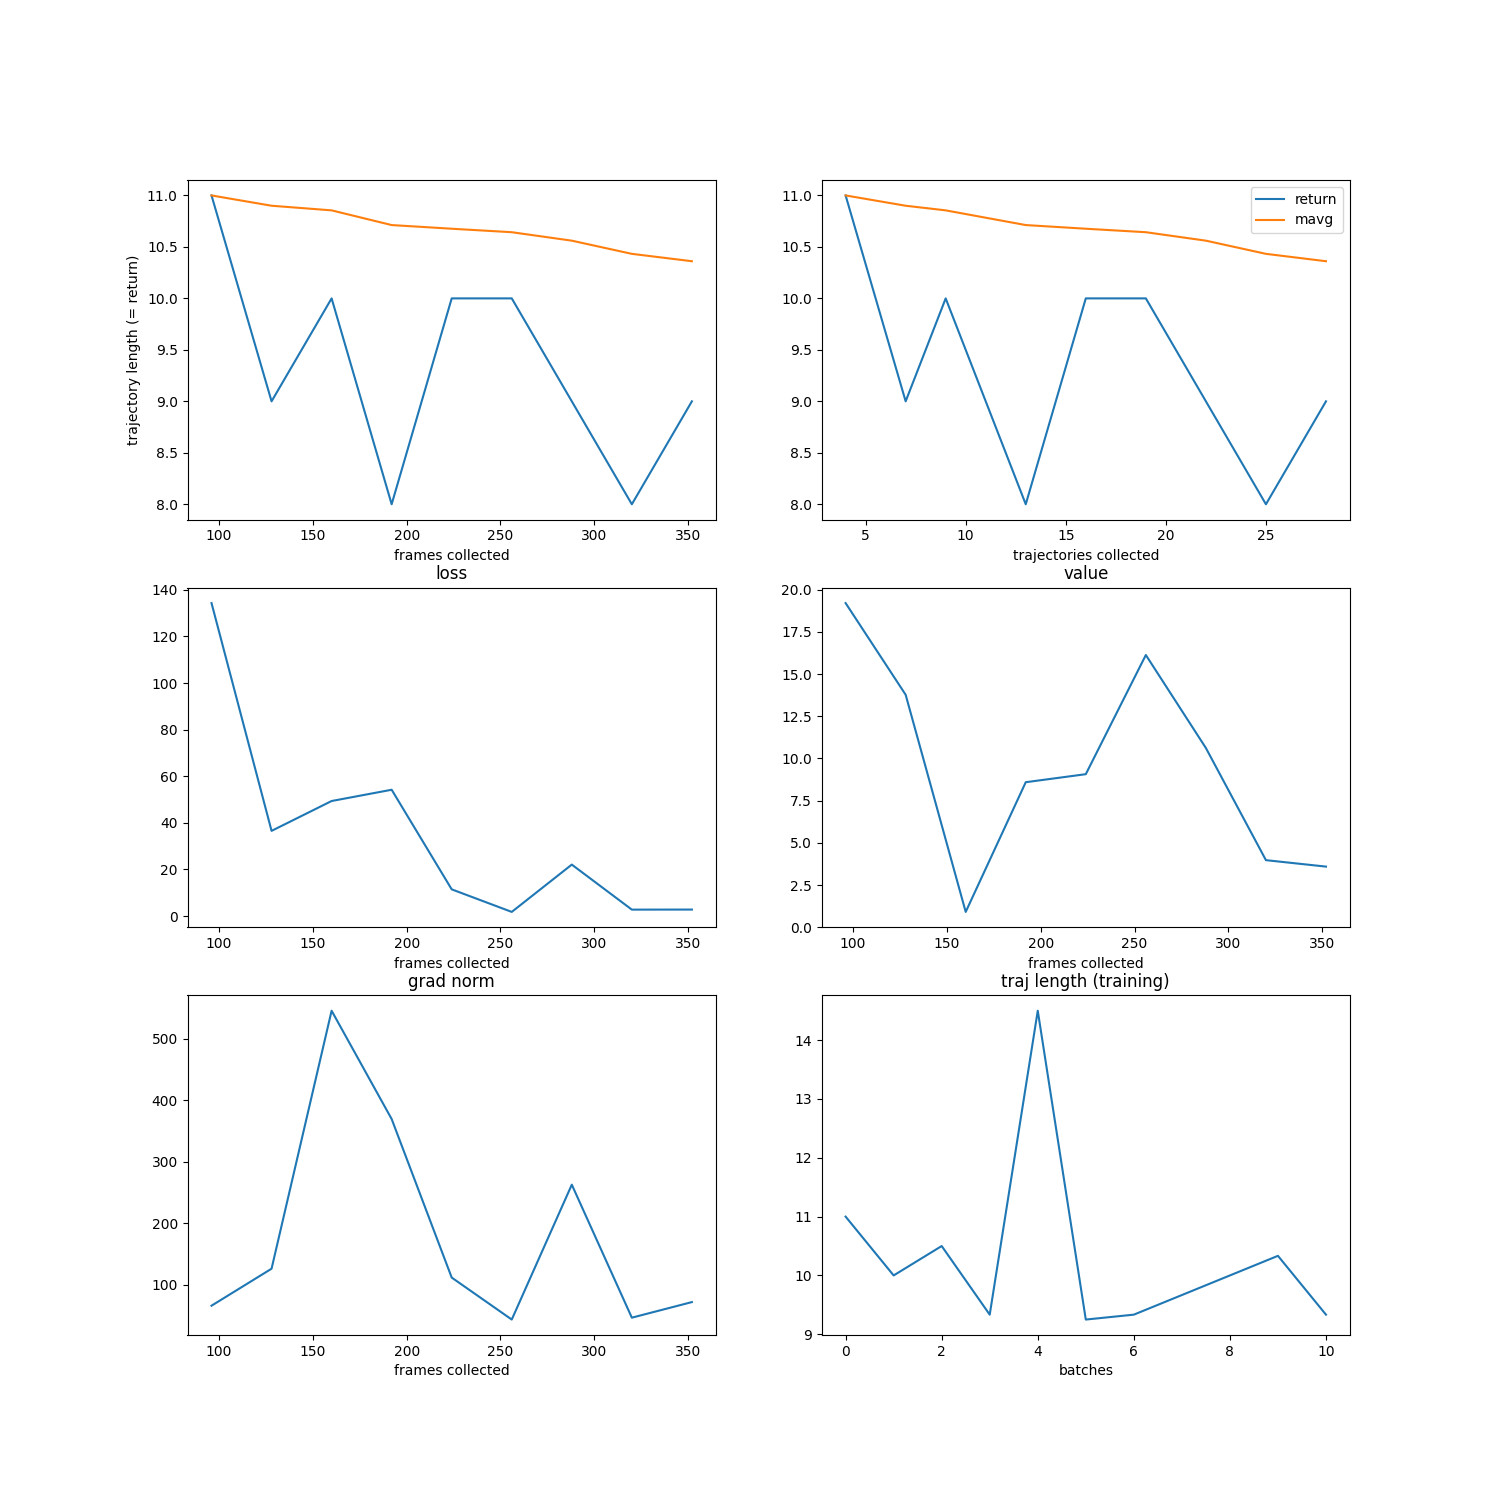 11.0
10.5
10.0
9.5
9.0
8.5
8.0
trajectory length (= return)
100 150 200 250 300 350
frames collected
11.0
10.5
10.0
9.5
9.0
8.5
8.0
return
mavg
5 10 15 20 25
trajectories collected
loss
140
120
100
80
60
40
20
0
100 150 200 250 300 350
frames collected
value
20.0
17.5
15.0
12.5
10.0
7.5
5.0
2.5
0.0
100 150 200 250 300 350
frames collected
grad norm
500
400
300
200
100
100 150 200 250 300 350
frames collected
traj length (training)
14
13
12
11
10
9
0 2 4 6 8 10
batches